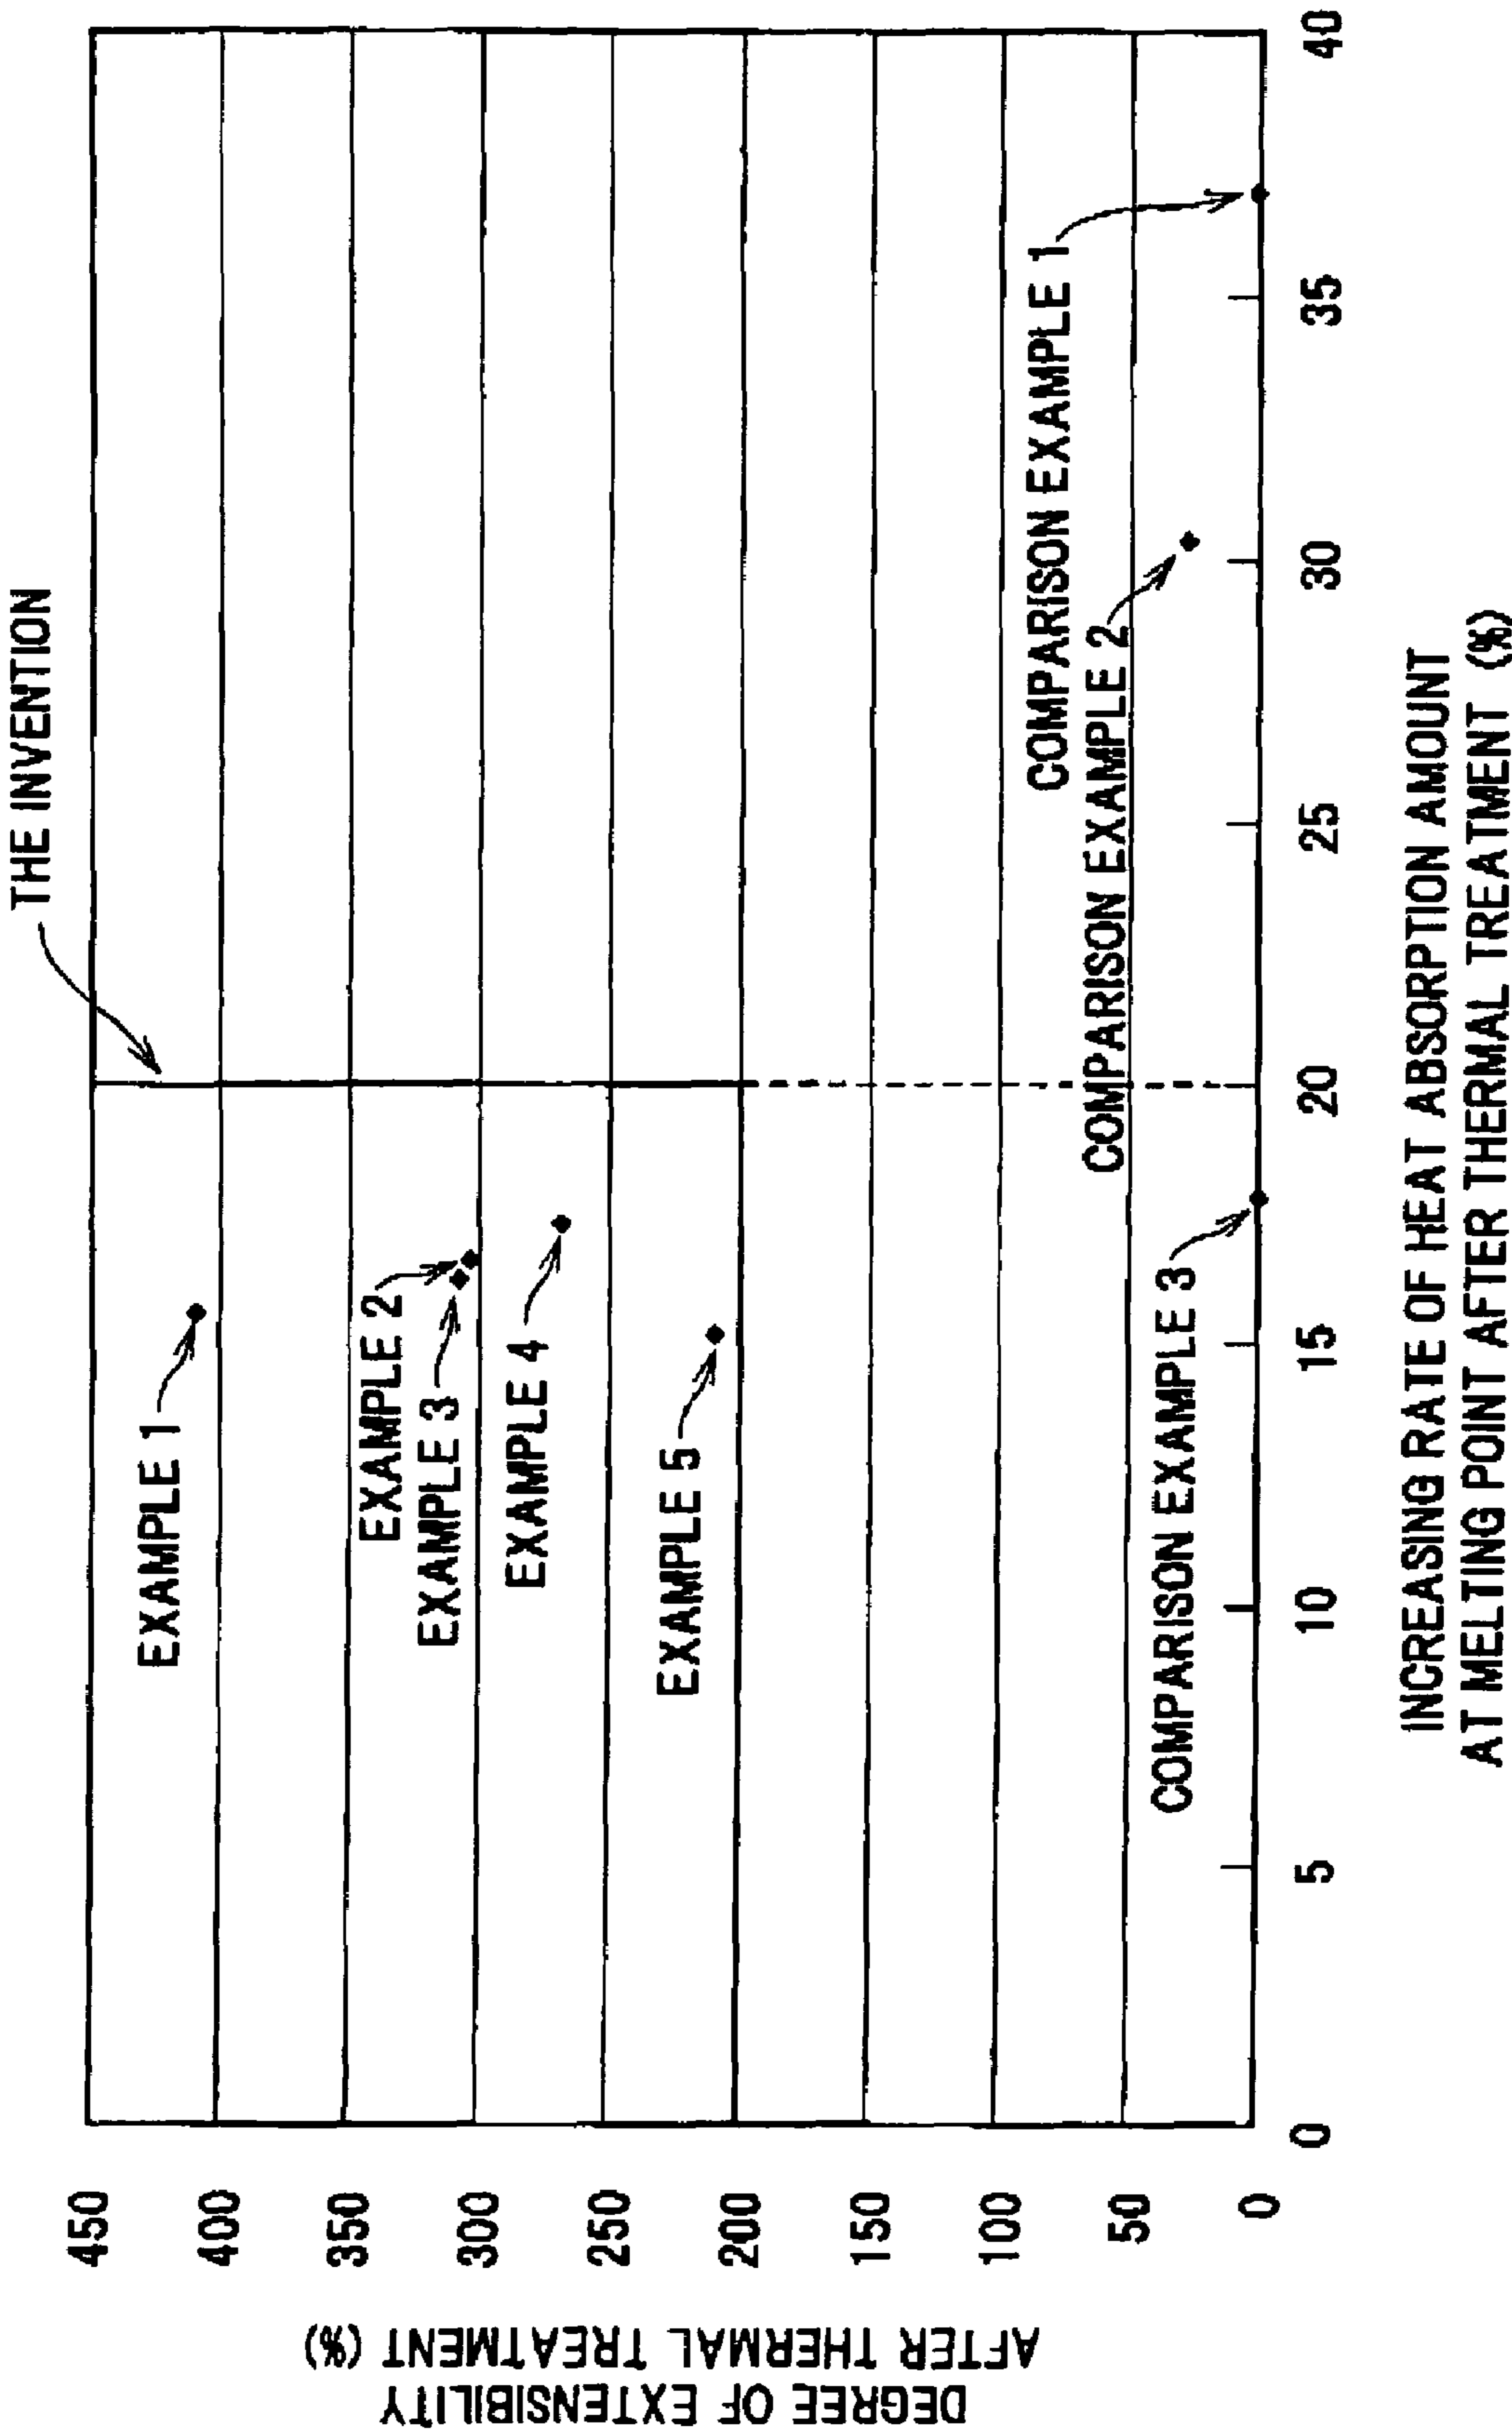 THE INVENTION
DEGREE OF EXTENSIBILITY
AFTER THERMAL TREATMENT (%)
450
400
350
300
250
200
150
100
50
0
EXAMPLE 1
EXAMPLE 2
EXAMPLE 3
EXAMPLE 4
EXAMPLE 5
COMPARISON EXAMPLE 1
COMPARISON EXAMPLE 2
COMPARISON EXAMPLE 3
0
5
10
15
20
25
30
35
40
INCREASING RATE OF HEAT ABSORPTION AMOUNT
AT MELTING POINT AFTER THERMAL TREATMENT (%)